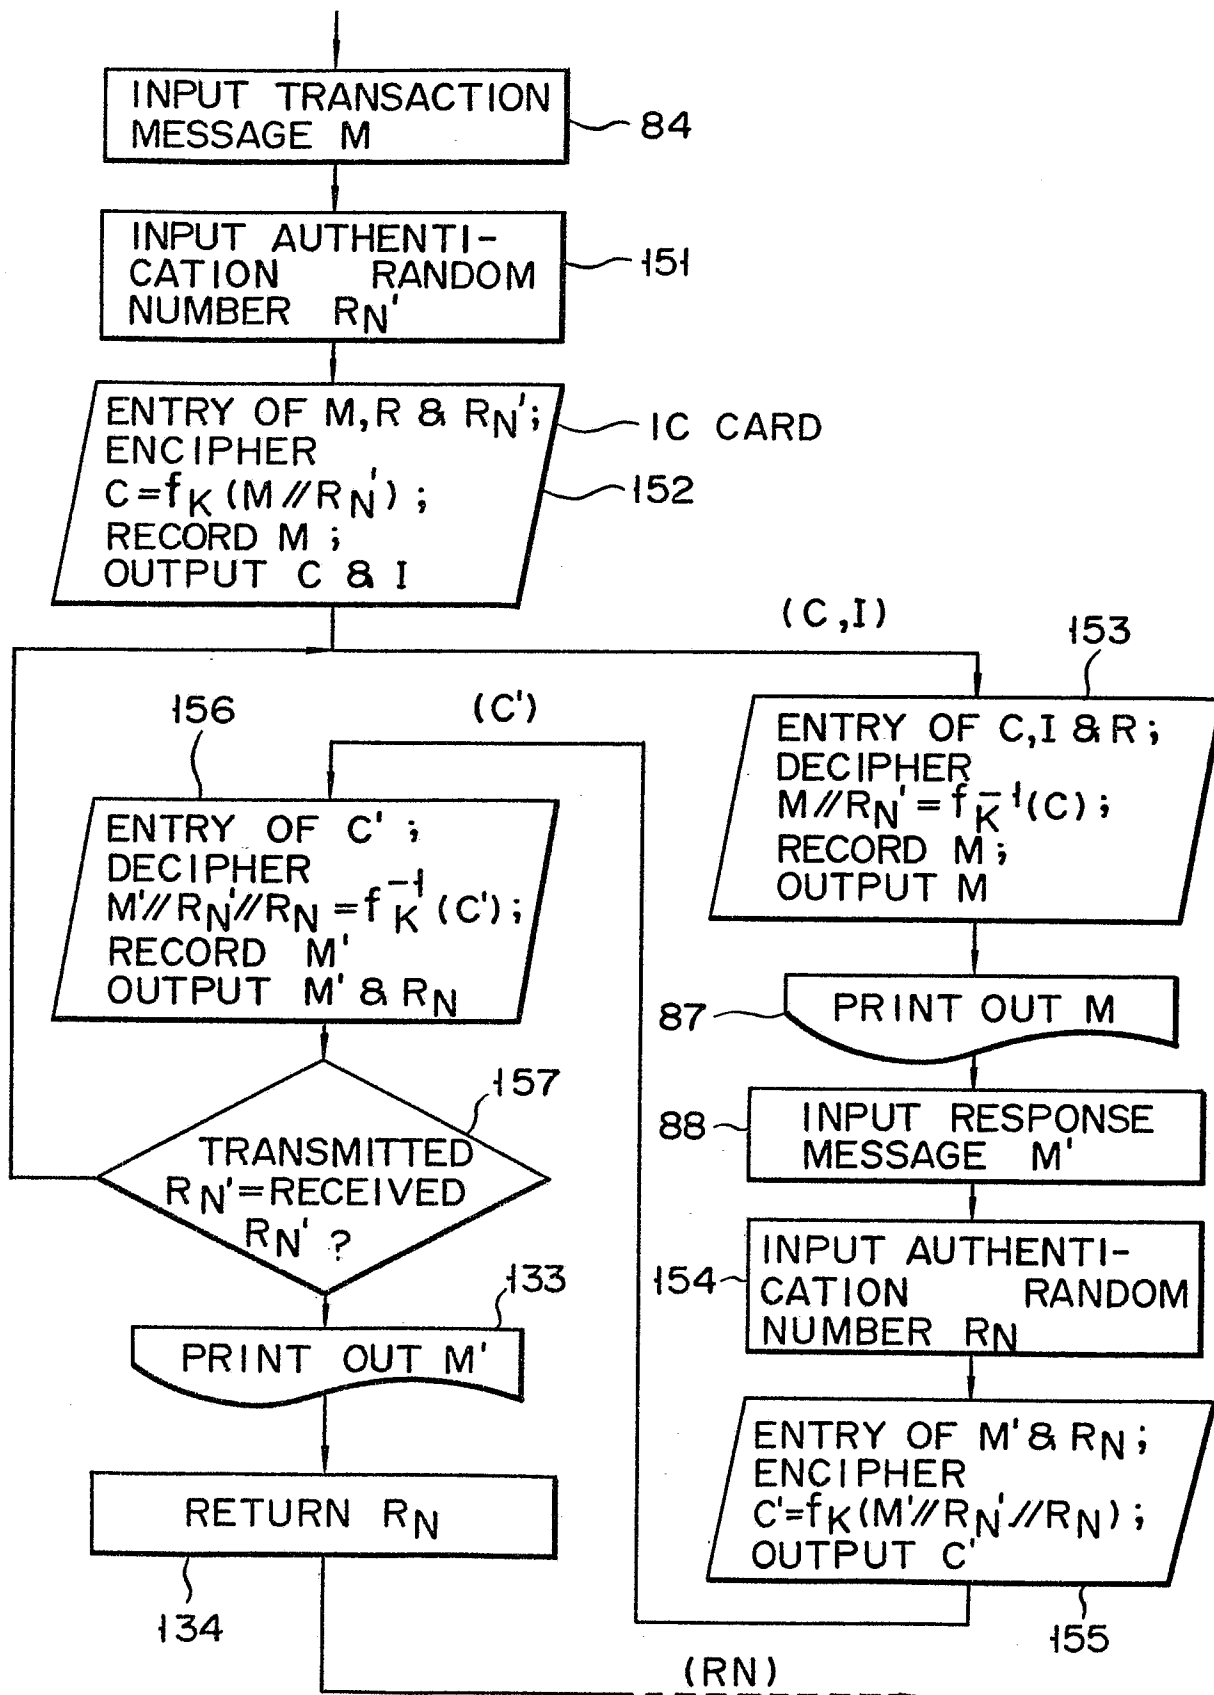 INPUT TRANSACTION
MESSAGE M
84
INPUT AUTHENTI-
CATION RANDOM
NUMBER RN'
151
ENTRY OF M,R & RN';
ENCIPHER
C=fK(M//RN');
RECORD M;
OUTPUT C & I
IC CARD
152
(C,I)
153
ENTRY OF C,I & R;
DECIPHER
M//RN'=fK-1(C);
RECORD M;
OUTPUT M
87
PRINT OUT M
88
INPUT RESPONSE
MESSAGE M'
154
INPUT AUTHENTI-
CATION RANDOM
NUMBER RN
ENTRY OF M' & RN;
ENCIPHER
C'=fK(M'//RN'//RN);
OUTPUT C'
155
(C')
156
ENTRY OF C';
DECIPHER
M'//RN'//RN=fK-1(C');
RECORD M'
OUTPUT M' & RN
157
TRANSMITTED
RN'=RECEIVED
RN' ?
133
PRINT OUT M'
RETURN RN
134
(RN)